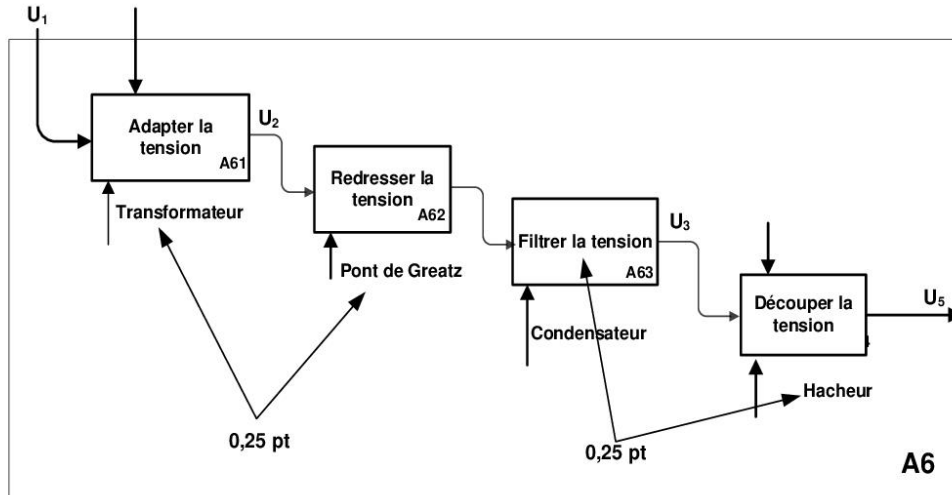 U1
Adapter la
tension
A61
U2
Transformateur
Redresser la
tension
A62
Pont de Greatz
Filtrer la tension
A63
U3
Condensateur
Découper la
tension
U5
Hacheur
0,25 pt
0,25 pt
A6